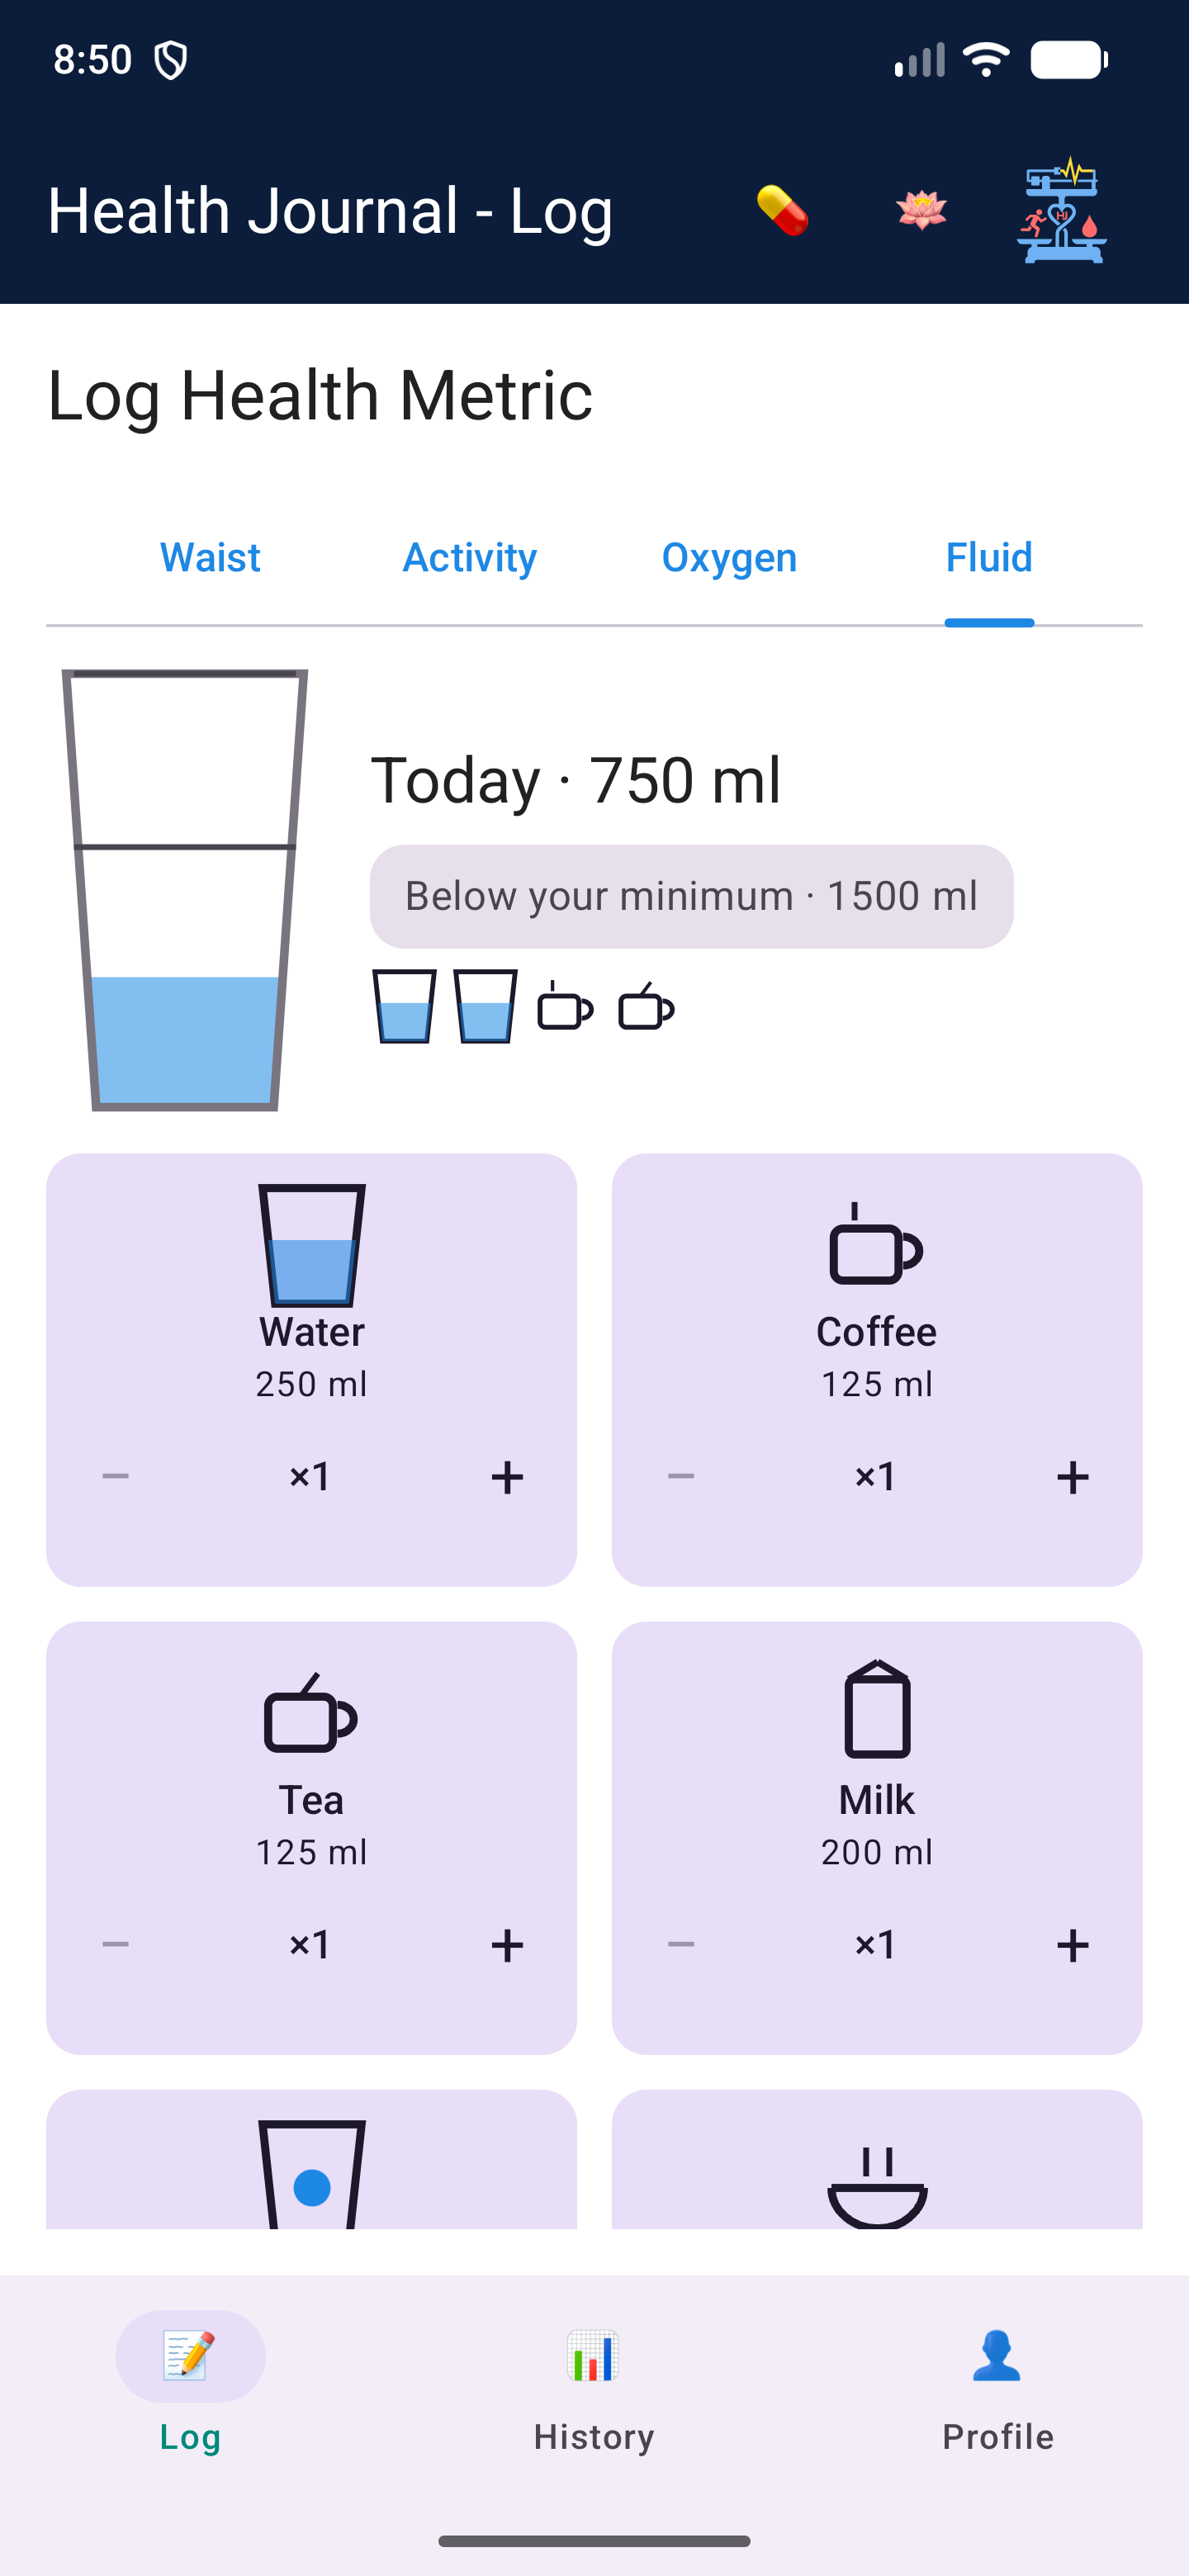 8:50
Health Journal - Log
HJ
Log Health Metric
Waist Activity Oxygen Fluid
Today · 750 ml
Below your minimum · 1500 ml
Water Coffee
250 ml 125 ml
− ×1 + − ×1 +
Tea Milk
125 ml 200 ml
− ×1 + − ×1 +
Log History Profile